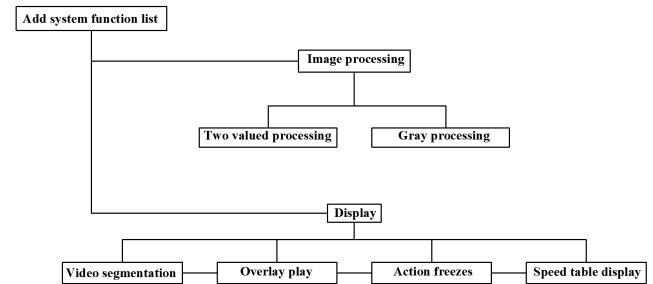 Add system function list
Image processing
Two valued processing
Gray processing
Display
Video segmentation
Overlay play
Action freezes
Speed table display